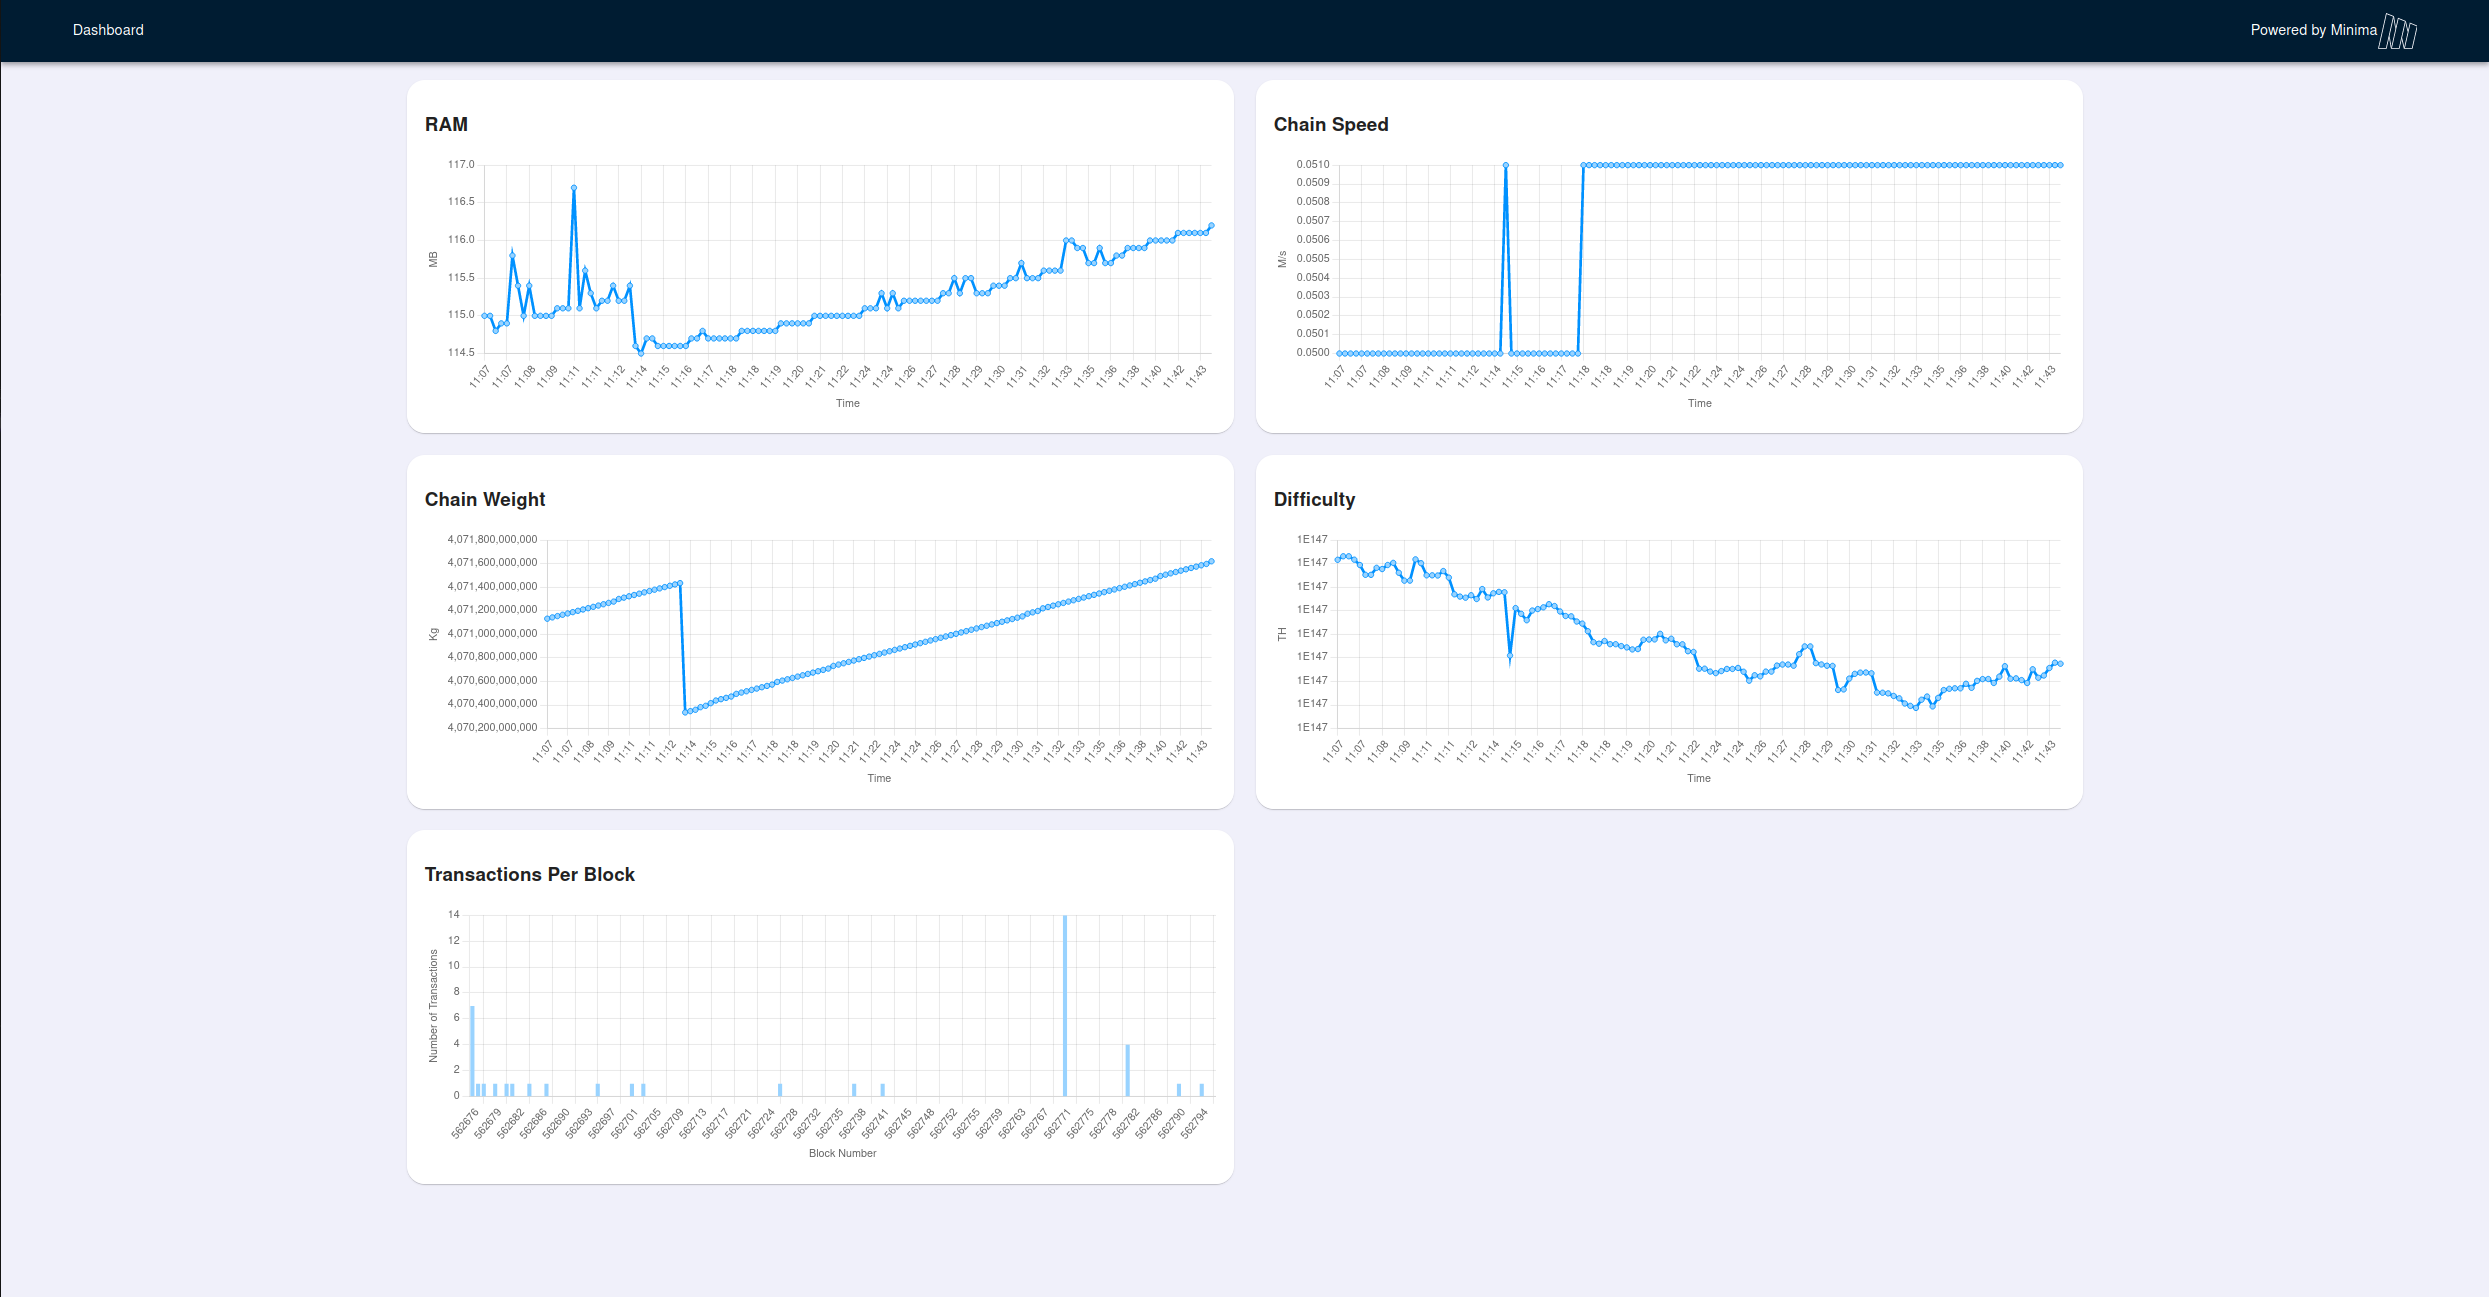 Dashboard
Powered by Minima
RAM
117.0
116.5
116.0
115.5
115.0
114.5
MB
11:07 11:07 11:08 11:09 11:11 11:11 11:12 11:14 11:15 11:16 11:17 11:18 11:18 11:19 11:20 11:21 11:22 11:24 11:24 11:26 11:27 11:28 11:29 11:30 11:31 11:32 11:33 11:35 11:36 11:38 11:40 11:42 11:43
Time
Chain Speed
0.0510
0.0509
0.0508
0.0507
0.0506
0.0505
0.0504
0.0503
0.0502
0.0501
0.0500
M/s
11:07 11:07 11:08 11:09 11:11 11:11 11:12 11:14 11:15 11:16 11:17 11:18 11:18 11:19 11:20 11:21 11:22 11:24 11:24 11:26 11:27 11:28 11:29 11:30 11:31 11:32 11:33 11:35 11:36 11:38 11:40 11:42 11:43
Time
Chain Weight
4,071,800,000,000
4,071,600,000,000
4,071,400,000,000
4,071,200,000,000
4,071,000,000,000
4,070,800,000,000
4,070,600,000,000
4,070,400,000,000
4,070,200,000,000
Kg
11:07 11:07 11:08 11:09 11:11 11:11 11:12 11:14 11:15 11:16 11:17 11:18 11:18 11:19 11:20 11:21 11:22 11:24 11:24 11:26 11:27 11:28 11:29 11:30 11:31 11:32 11:33 11:35 11:36 11:38 11:40 11:42 11:43
Time
Difficulty
1E147
1E147
1E147
1E147
1E147
1E147
1E147
1E147
1E147
TH
11:07 11:07 11:08 11:09 11:11 11:11 11:12 11:14 11:15 11:16 11:17 11:18 11:18 11:19 11:20 11:21 11:22 11:24 11:24 11:26 11:27 11:28 11:29 11:30 11:31 11:32 11:33 11:35 11:36 11:38 11:40 11:42 11:43
Time
Transactions Per Block
14
12
10
8
6
4
2
0
Number of Transactions
562676 562679 562682 562686 562690 562693 562697 562701 562705 562709 562713 562717 562721 562724 562728 562732 562735 562738 562741 562745 562748 562752 562755 562759 562763 562767 562771 562775 562778 562782 562786 562790 562794
Block Number